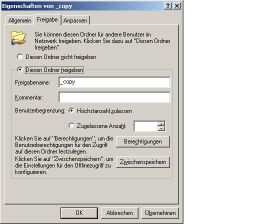 Eigenschaften von _copy
Allgemein Freigabe Anpassen
Sie können diesen Ordner für andere Benutzer im
Netzwerk freigeben. Klicken Sie dazu auf "Diesen Ordner
freigeben".
Diesen Ordner nicht freigeben
Diesen Ordner freigeben
Freigabename: _copy
Kommentar:
Benutzerbegrenzung: Höchstanzahl zulassen
Zugelassene Anzahl:
Klicken Sie auf "Berechtigungen", um die
Benutzerberechtigungen für den Zugriff
auf diesen Ordner festzulegen.
Berechtigungen
Klicken Sie auf "Zwischenspeichern", um
die Einstellungen für den Offlinezugriff zu
konfigurieren.
Zwischenspeichern
OK Abbrechen Übernehmen